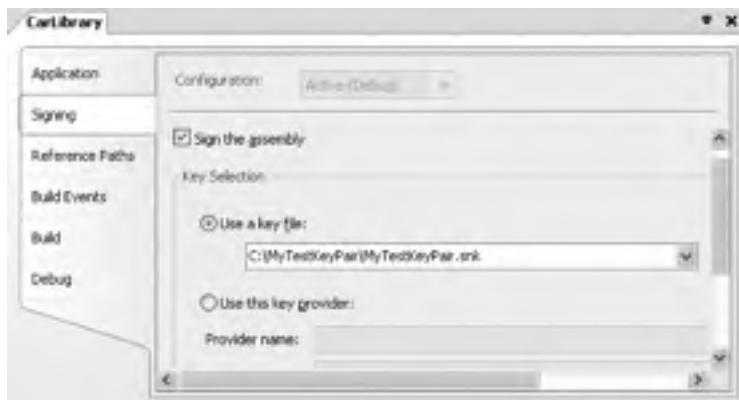 CarLibrary
Application
Signing
Reference Paths
Build Events
Build
Debug
Configuration:
Active (Debug)
Sign the assembly
Key Selection
Use a key file:
C:\MyTestKeyPair\MyTestKeyPair.snk
Use this key provider:
Provider name: